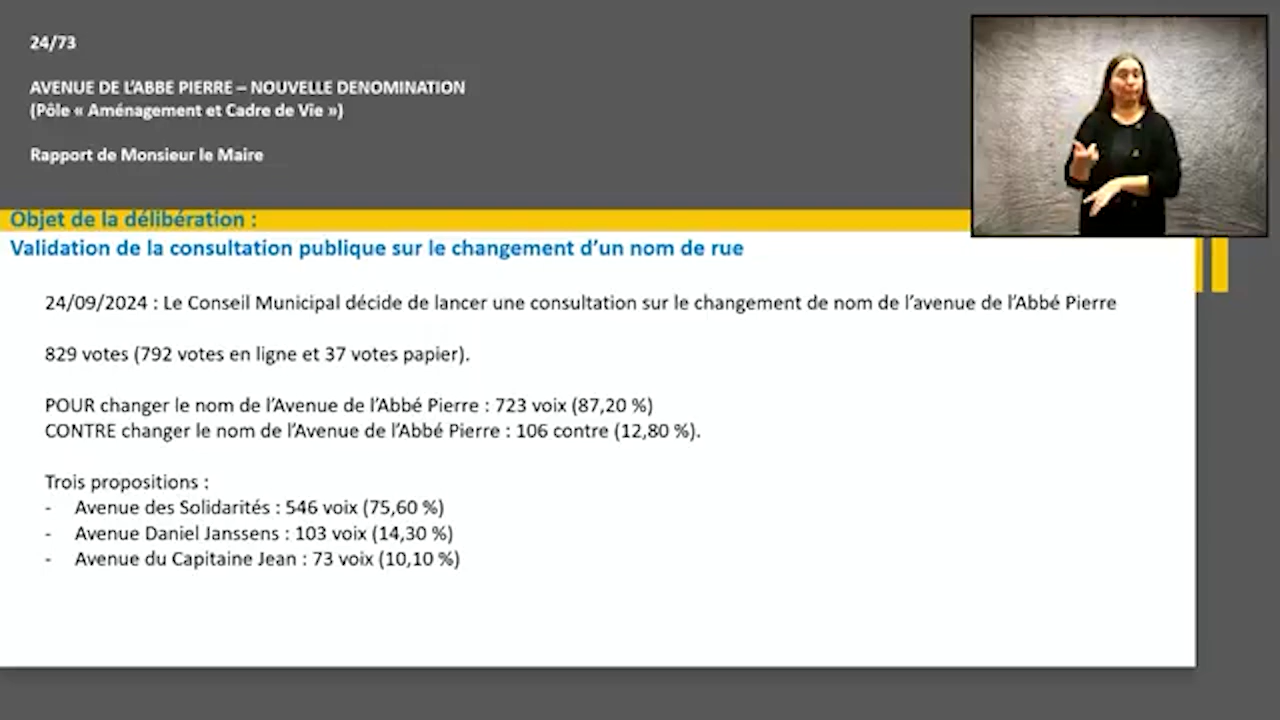 24/73
AVENUE DE L'ABBE PIERRE – NOUVELLE DENOMINATION
(Pôle « Aménagement et Cadre de Vie »)
Rapport de Monsieur le Maire
Objet de la délibération :
Validation de la consultation publique sur le changement d'un nom de rue
24/09/2024 : Le Conseil Municipal décide de lancer une consultation sur le changement de nom de l'avenue de l'Abbé Pierre
829 votes (792 votes en ligne et 37 votes papier).
POUR changer le nom de l'Avenue de l'Abbé Pierre : 723 voix (87,20 %)
CONTRE changer le nom de l'Avenue de l'Abbé Pierre : 106 contre (12,80 %).
Trois propositions :
- Avenue des Solidarités : 546 voix (75,60 %)
- Avenue Daniel Janssens : 103 voix (14,30 %)
- Avenue du Capitaine Jean : 73 voix (10,10 %)